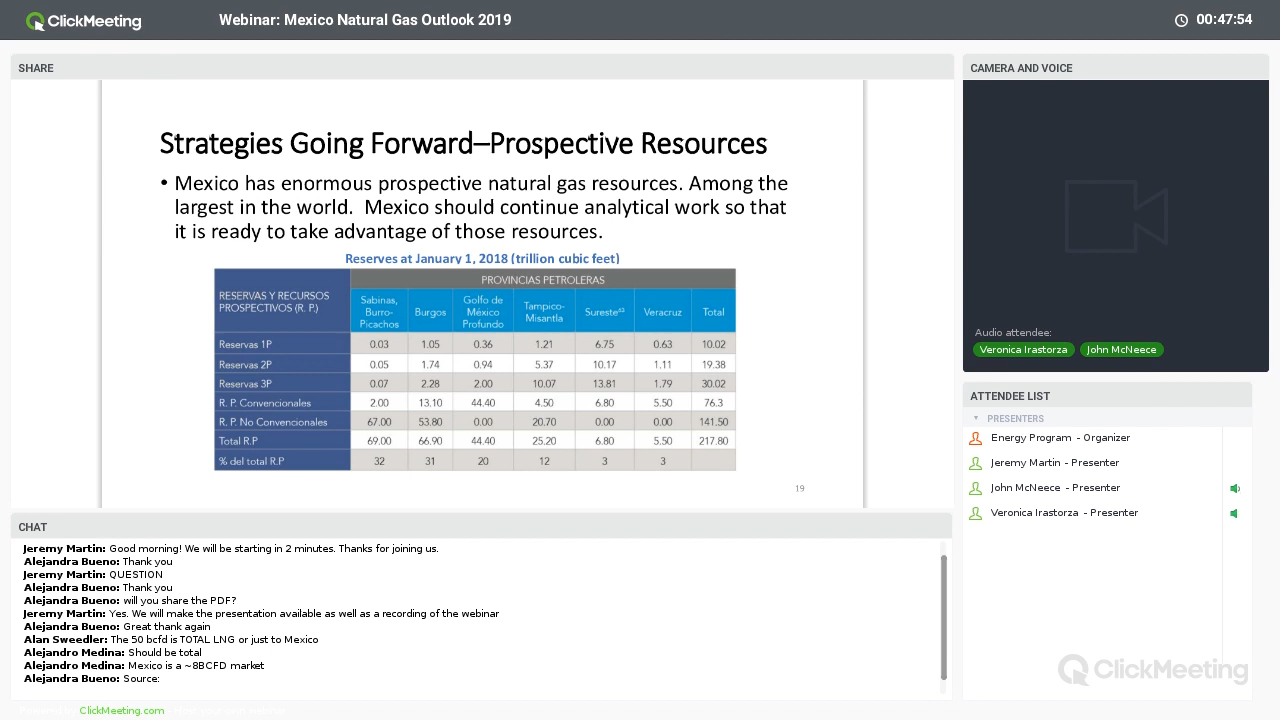 ClickMeeting
Webinar: Mexico Natural Gas Outlook 2019
00:47:54
SHARE
Strategies Going Forward–Prospective Resources
• Mexico has enormous prospective natural gas resources. Among the
largest in the world. Mexico should continue analytical work so that
it is ready to take advantage of those resources.
Reserves at January 1, 2018 (trillion cubic feet)
RESERVAS Y RECURSOS PROSPECTIVOS (R. P.)
PROVINCIAS PETROLERAS
Sabinas, Burro-Picachos Burgos Golfo de México Profundo Tampico-Misantla Sureste⁶³ Veracruz Total
Reservas 1P 0.03 1.05 0.36 1.21 6.75 0.63 10.02
Reservas 2P 0.05 1.74 0.94 5.37 10.17 1.11 19.38
Reservas 3P 0.07 2.28 2.00 10.07 13.81 1.79 30.02
R. P. Convencionales 2.00 13.10 44.40 4.50 6.80 5.50 76.3
R. P. No Convencionales 67.00 53.80 0.00 20.70 0.00 0.00 141.50
Total R.P 69.00 66.90 44.40 25.20 6.80 5.50 217.80
% del total R.P 32 31 20 12 3 3
19
CHAT
Jeremy Martin: Good morning! We will be starting in 2 minutes. Thanks for joining us.
Alejandra Bueno: Thank you
Jeremy Martin: QUESTION
Alejandra Bueno: Thank you
Alejandra Bueno: will you share the PDF?
Jeremy Martin: Yes. We will make the presentation available as well as a recording of the webinar
Alejandra Bueno: Great thank again
Alan Sweedler: The 50 bcfd is TOTAL LNG or just to Mexico
Alejandro Medina: Should be total
Alejandro Medina: Mexico is a ~8BCFD market
Alejandra Bueno: Source:
CAMERA AND VOICE
Audio attendee:
Veronica Irastorza John McNeece
ATTENDEE LIST
PRESENTERS
Energy Program - Organizer
Jeremy Martin - Presenter
John McNeece - Presenter
Veronica Irastorza - Presenter
ClickMeeting
ClickMeeting.com